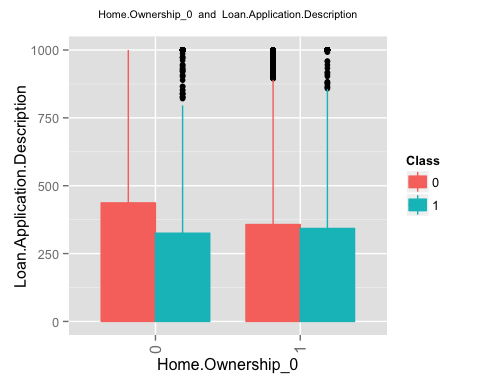 Home.Ownership_0 and Loan.Application.Description
Loan.Application.Description
1000
750
500
250
0
0
1
Home.Ownership_0
Class
0
1